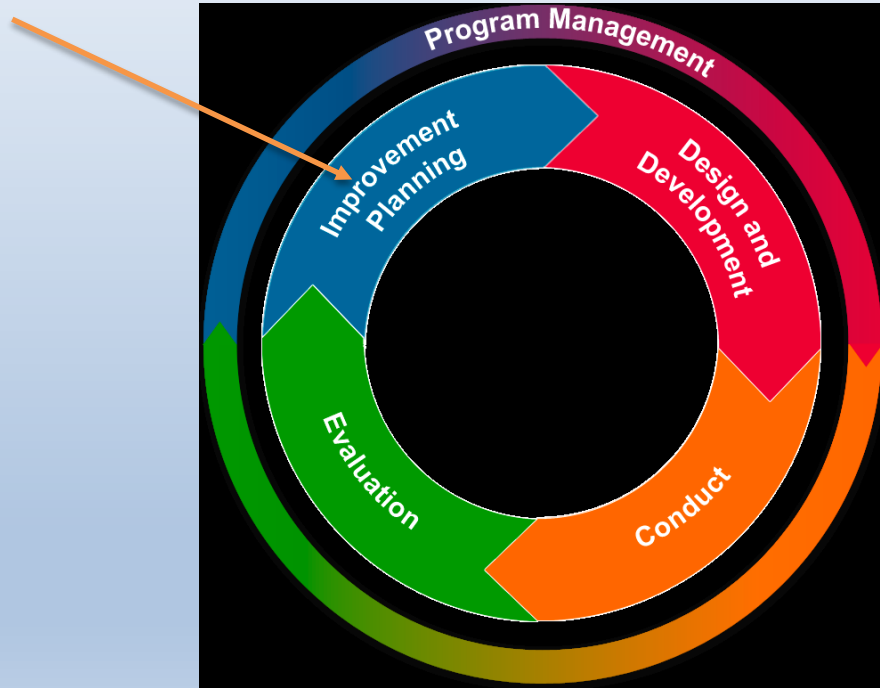 Program Management
Improvement
Planning
Design and
Development
Evaluation
Conduct